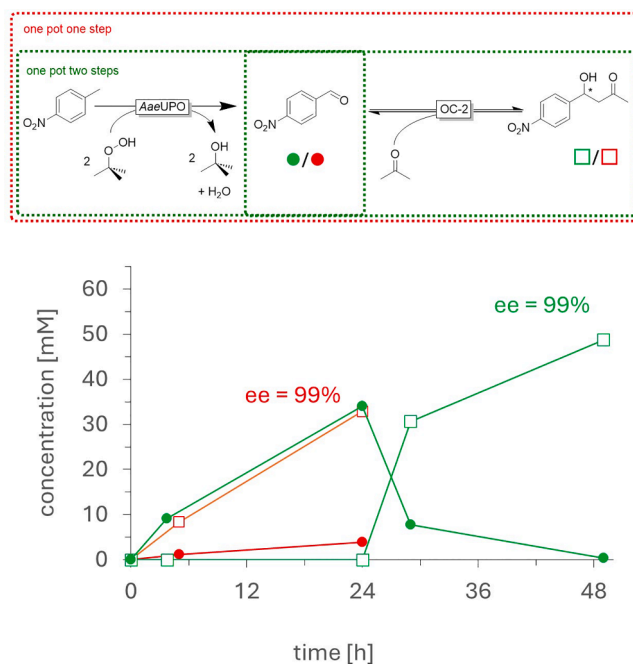 one pot one step
one pot two steps
AaeUPO
OC-2
O₂N
O₂N
O₂N
O
OH
O
2
O
OH
2
OH
+ H₂O
O
*
/
/
ee = 99%
ee = 99%
concentration [mM]
60
50
40
30
20
10
0
0
12
24
36
48
time [h]